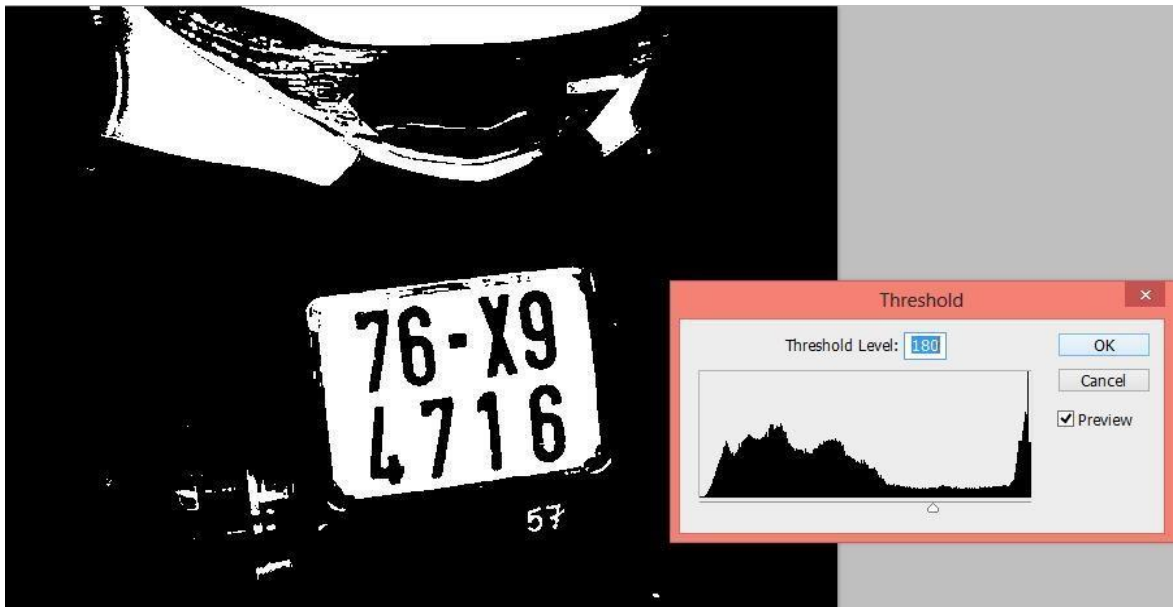 76-X9
4716
57
Threshold
×
Threshold Level: 180
OK
Cancel
Preview